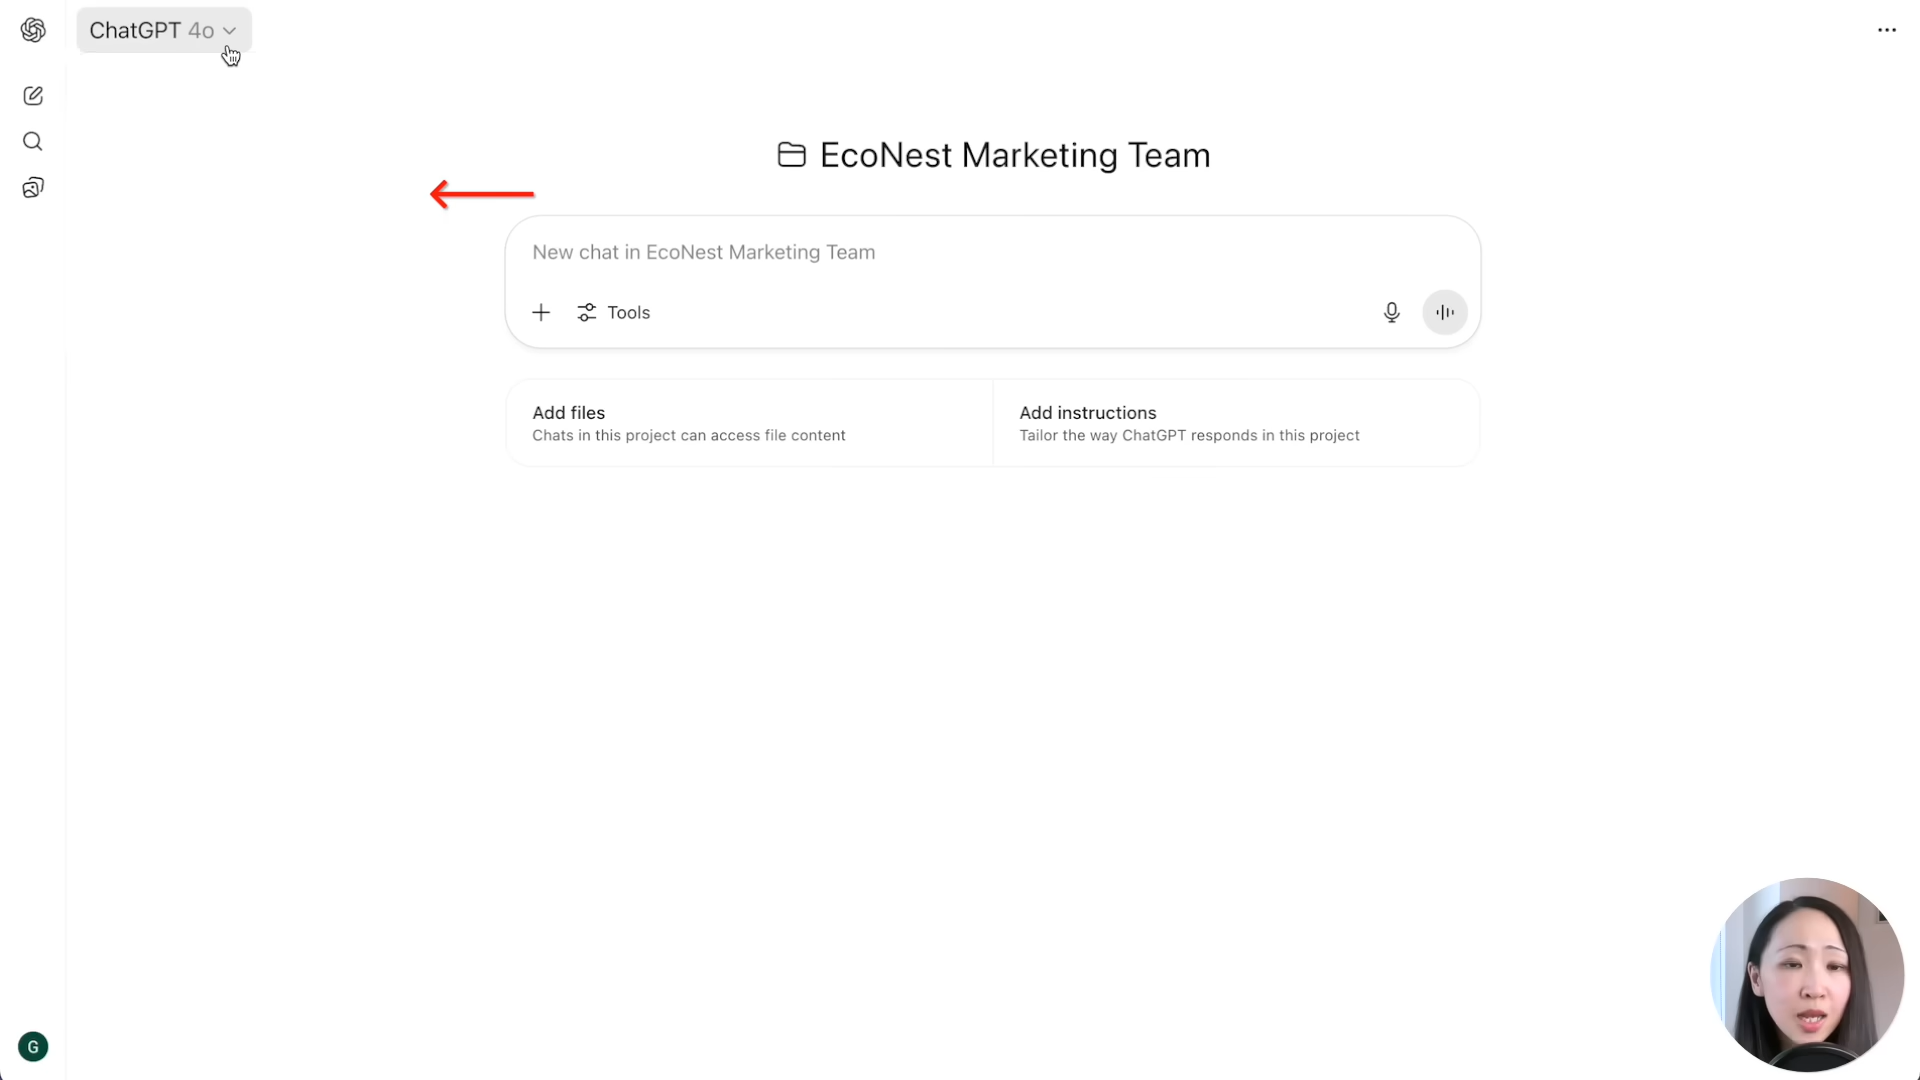 ChatGPT 4o
EcoNest Marketing Team
New chat in EcoNest Marketing Team
Tools
Add files
Chats in this project can access file content
Add instructions
Tailor the way ChatGPT responds in this project
G